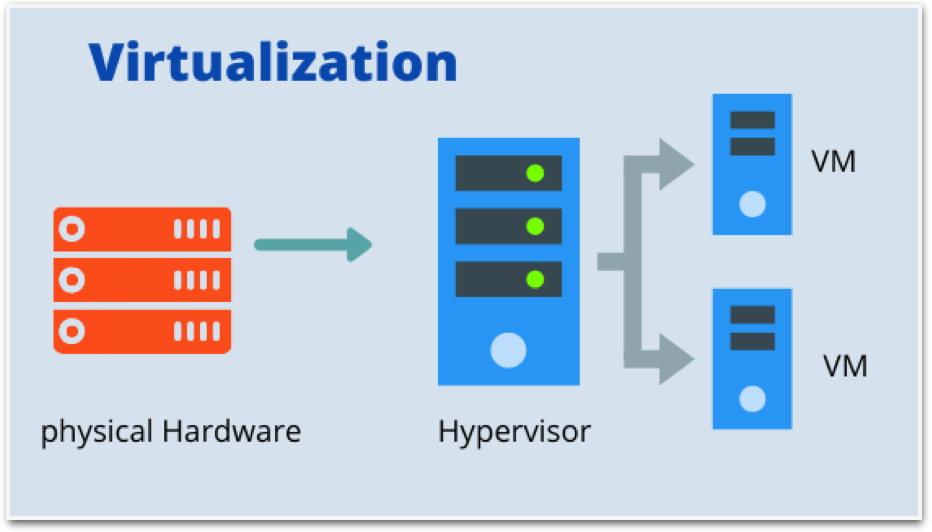 Virtualization
VM
VM
physical Hardware
Hypervisor